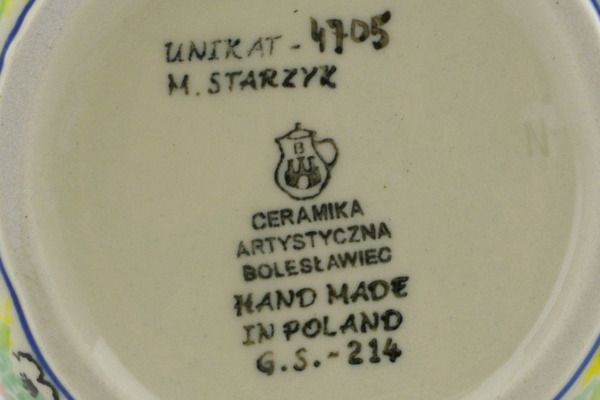 UNIKAT - 4705
M. STARZYK
B
CERAMIKA
ARTYSTYCZNA
BOLESŁAWIEC
HAND MADE
IN POLAND
G.S. - 214
N